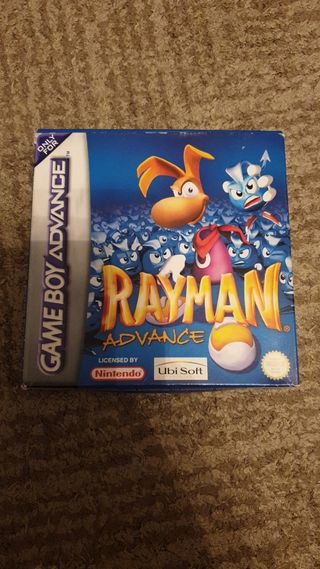 ONLY
FOR
GAME BOY ADVANCE
RAYMAN
ADVANCE
LICENSED BY
Nintendo
Ubi Soft